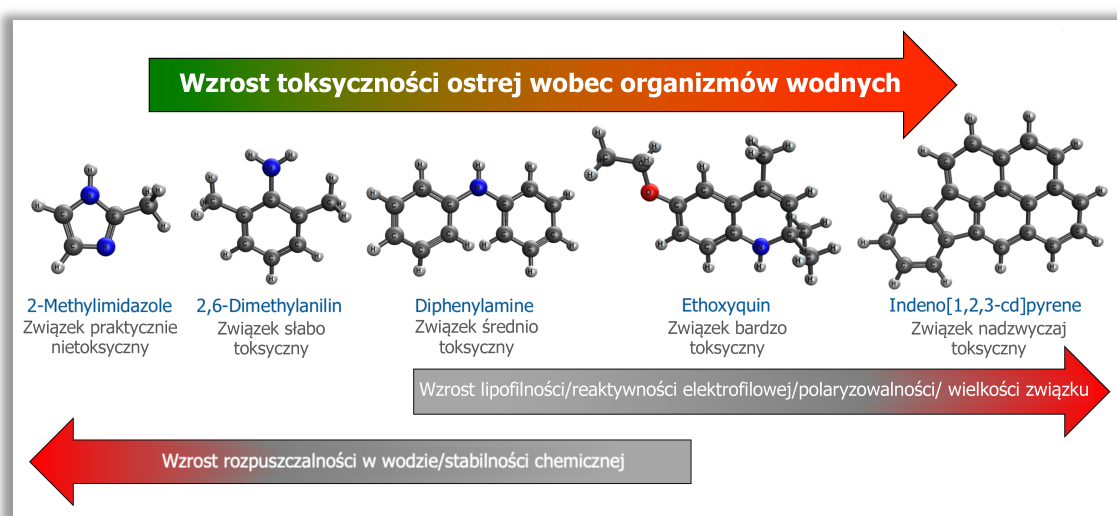 Wzrost toksyczności ostrej wobec organizmów wodnych
2-Methylimidazole
Związek praktycznie
nietoksyczny
2,6-Dimethylanilin
Związek słabo
toksyczny
Diphenylamine
Związek średnio
toksyczny
Ethoxyquin
Związek bardzo
toksyczny
Indeno[1,2,3-cd]pyrene
Związek nadzwyczaj
toksyczny
Wzrost lipofilności/reaktywności elektrofilowej/polaryzowalności/ wielkości związku
Wzrost rozpuszczalności w wodzie/stabilności chemicznej